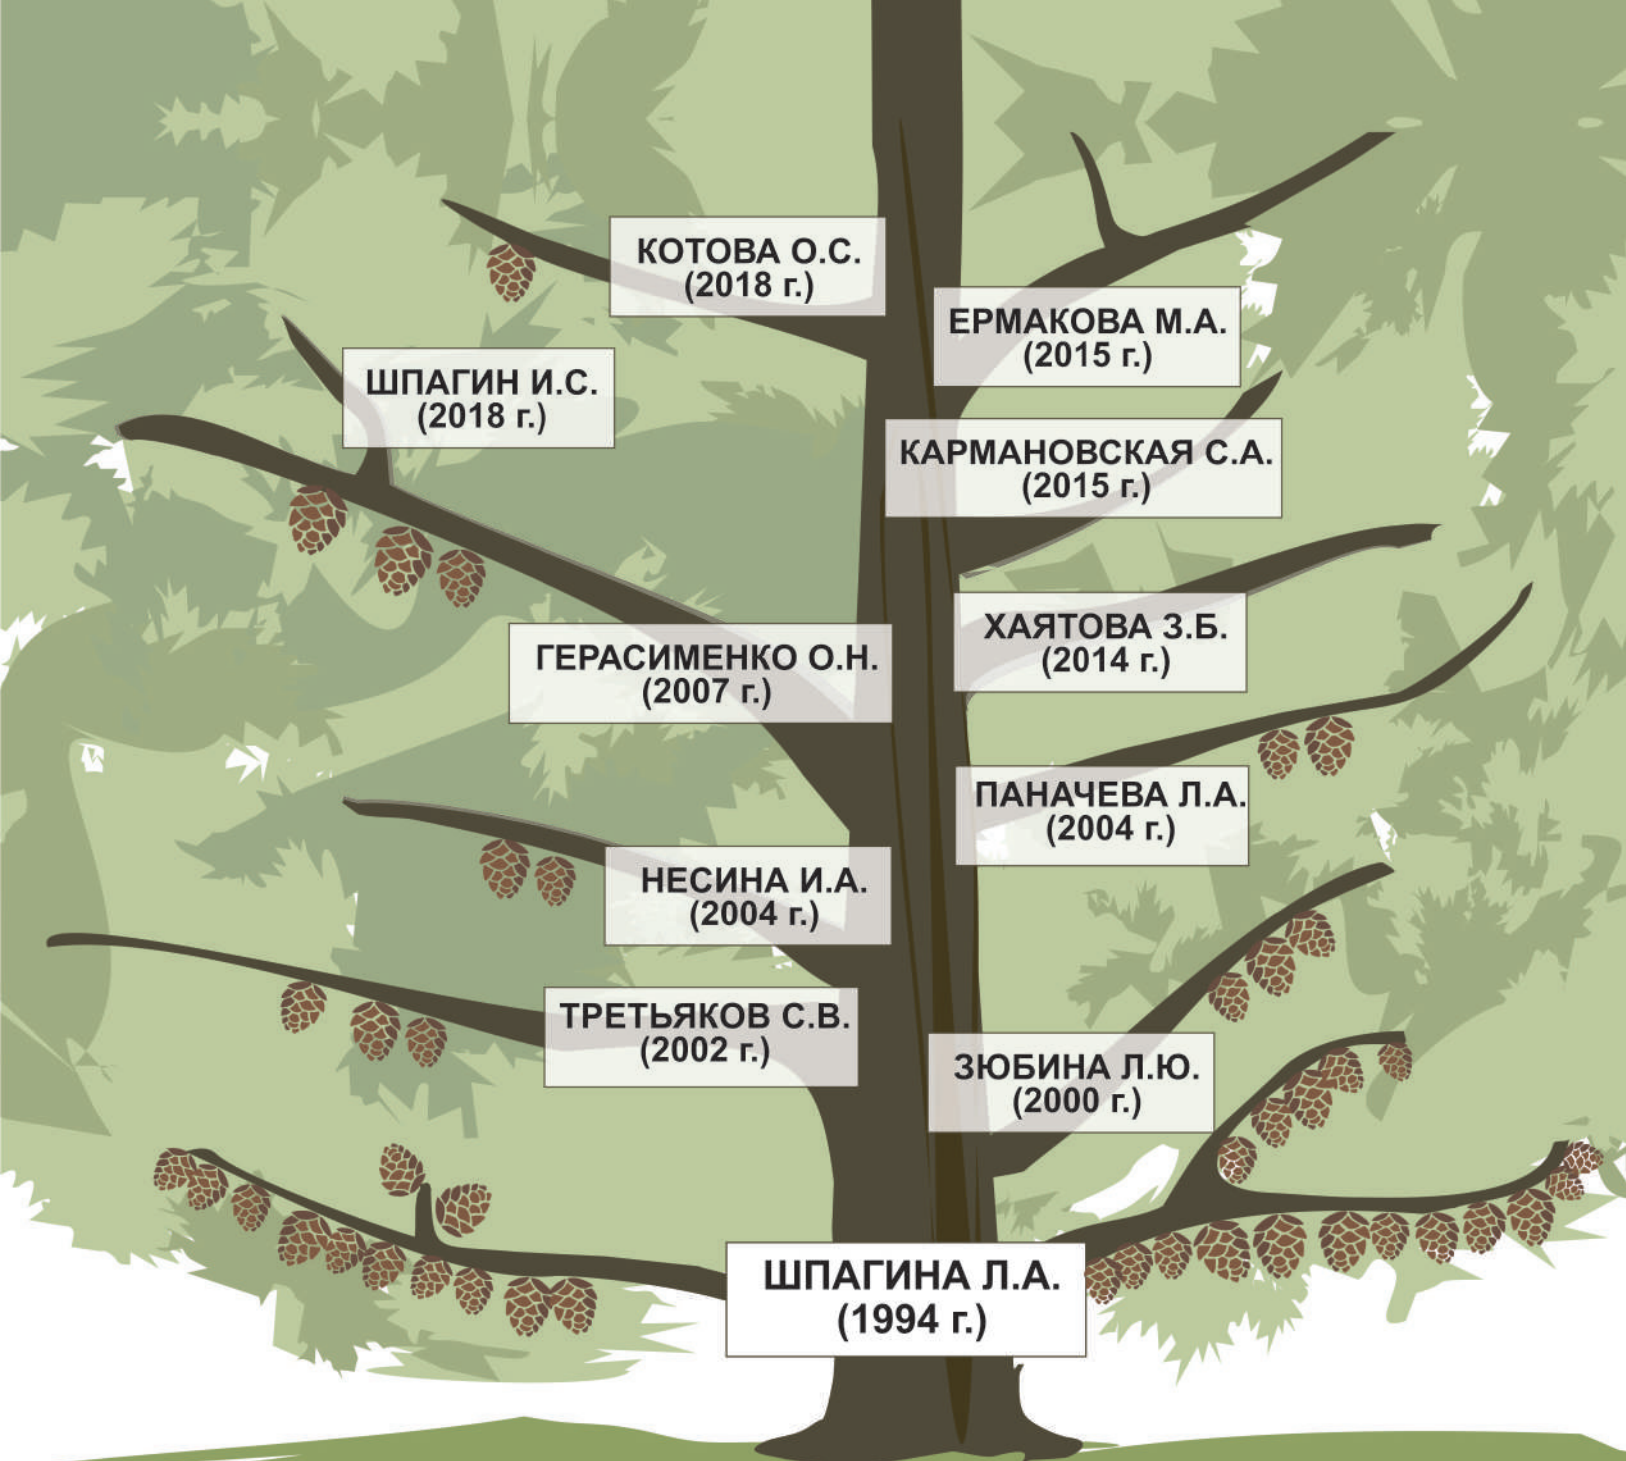 КОТОВА О.С.
(2018 г.)
ЕРМАКОВА М.А.
(2015 г.)
ШПАГИН И.С.
(2018 г.)
КАРМАНОВСКАЯ С.А.
(2015 г.)
ХАЯТОВА З.Б.
(2014 г.)
ГЕРАСИМЕНКО О.Н.
(2007 г.)
ПАНАЧЕВА Л.А.
(2004 г.)
НЕСИНА И.А.
(2004 г.)
ТРЕТЬЯКОВ С.В.
(2002 г.)
ЗЮБИНА Л.Ю.
(2000 г.)
ШПАГИНА Л.А.
(1994 г.)